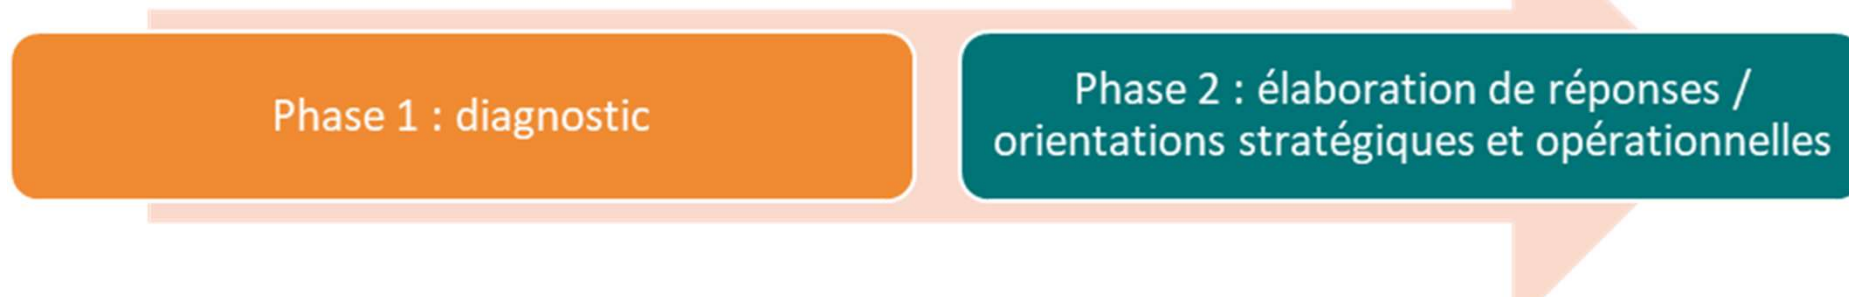 Phase 1 : diagnostic
Phase 2 : élaboration de réponses /
orientations stratégiques et opérationnelles